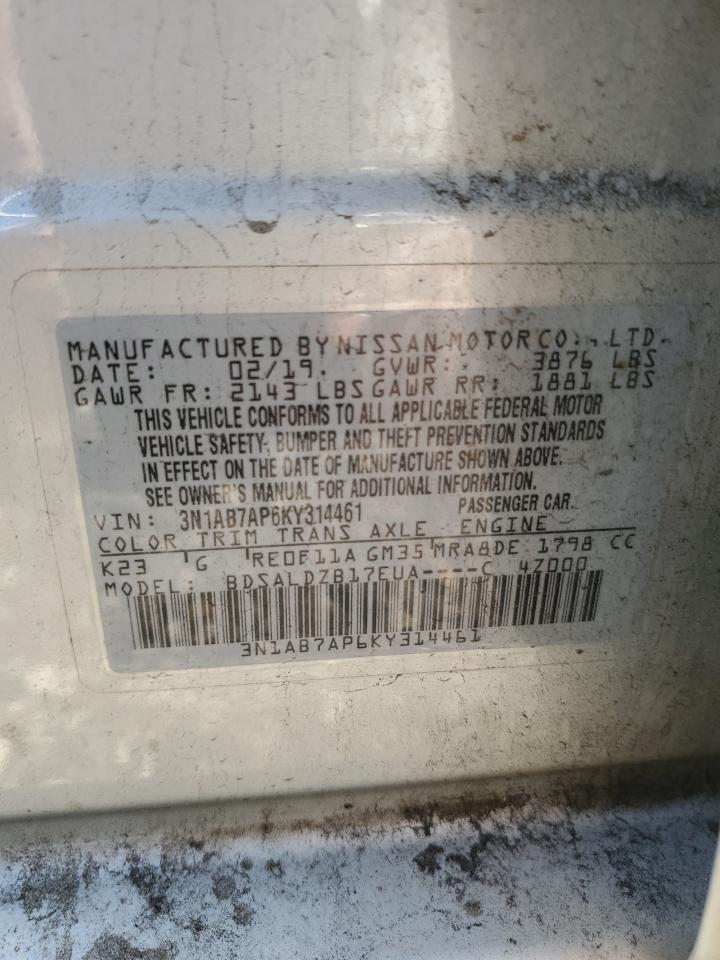 MANUFACTURED BY NISSAN MOTOR CO., LTD.
DATE: 02/19. GVWR: 3876 LBS
GAWR FR: 2143 LBS GAWR RR: 1881 LBS
THIS VEHICLE CONFORMS TO ALL APPLICABLE FEDERAL MOTOR
VEHICLE SAFETY, BUMPER AND THEFT PREVENTION STANDARDS
IN EFFECT ON THE DATE OF MANUFACTURE SHOWN ABOVE.
SEE OWNER'S MANUAL FOR ADDITIONAL INFORMATION.
VIN: 3N1AB7AP6KY314461 PASSENGER CAR.
COLOR TRIM TRANS AXLE ENGINE
K23 G RE0F11A GM35 MRA8DE 1798 CC
MODEL: BDSALDZB17EUA----C 4Z000
3N1AB7AP6KY314461